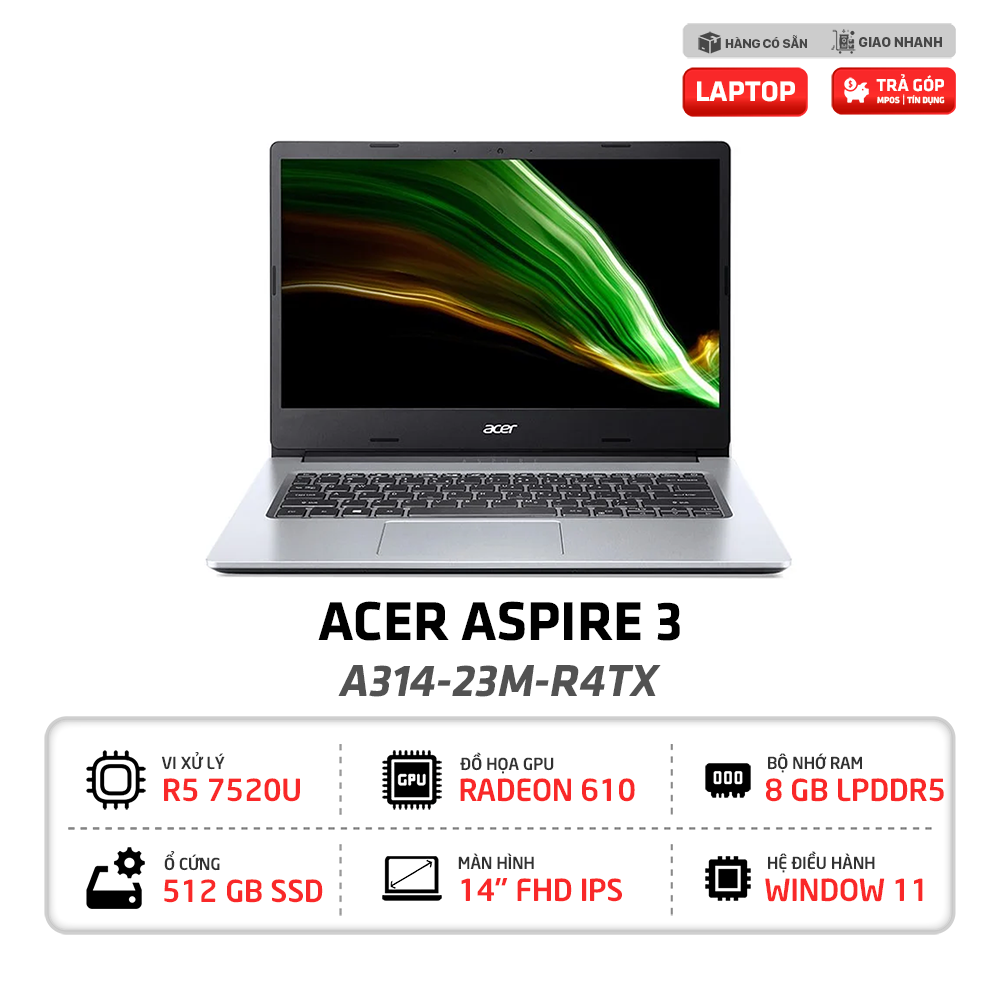 HÀNG CÓ SẴN
GIAO NHANH
LAPTOP
TRẢ GÓP
MPOS | TÍN DỤNG
acer
ACER ASPIRE 3
A314-23M-R4TX
VI XỬ LÝ
R5 7520U
GPU
ĐỒ HỌA GPU
RADEON 610
BỘ NHỚ RAM
8 GB LPDDR5
Ổ CỨNG
512 GB SSD
MÀN HÌNH
14” FHD IPS
HỆ ĐIỀU HÀNH
WINDOW 11